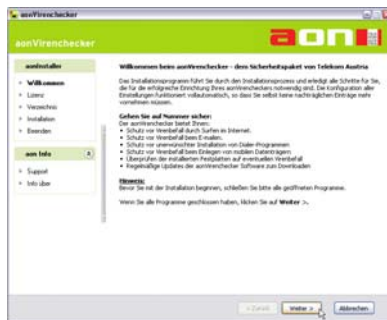 aonVirenchecker
aonVirenchecker
aon
aonInstaller
Willkommen
Lizenz
Verzeichnis
Installation
Beenden
aon Info
Support
Info über
Willkommen beim aonVirenchecker - dem Sicherheitspaket von Telekom Austria
Das Installationsprogramm führt Sie durch den Installationsprozess und erledigt alle Schritte für Sie,
die für die erfolgreiche Einrichtung Ihres aonVirencheckers notwendig sind. Die Konfiguration aller
Einstellungen funktioniert vollautomatisch, so dass Sie selbst keine nachträglichen Einträge mehr
vornehmen müssen.
Gehen Sie auf Nummer sicher:
Der aonVirenchecker bietet Ihnen:
• Schutz vor Virenbefall durch Surfen im Internet.
• Schutz vor Virenbefall beim E-mailen.
• Schutz vor unerwünschter Installation von Dialer-Programmen
• Schutz vor Virenbefall beim Einlegen von mobilen Datenträgern
• Überprüfen der installierten Festplatten auf eventuellen Virenbefall
• Regelmäßige Updates der aonVirenchecker Software zum Downloaden
Hinweis:
Bevor Sie mit der Installation beginnen, schließen Sie bitte alle geöffneten Programme.
Wenn Sie alle Programme geschlossen haben, klicken Sie auf Weiter >.
< Zurück
Weiter >
Abbrechen